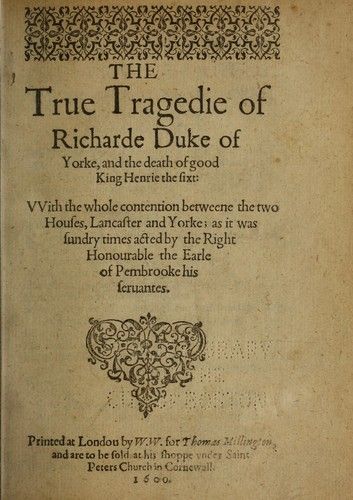 THE
True Tragedie of
Richarde Duke of
Yorke, and the death of good
King Henrie the sixt:
VVith the whole contention betweene the two
Houſes, Lancaſter and Yorke; as it was
ſundry times acted by the Right
Honourable the Earle
of Pembrooke his
ſeruantes.
Printed at London by W.W. for Thomas Millington,
and are to be ſold at his ſhoppe vnder Saint
Peters Church in Cornewall.
1600.